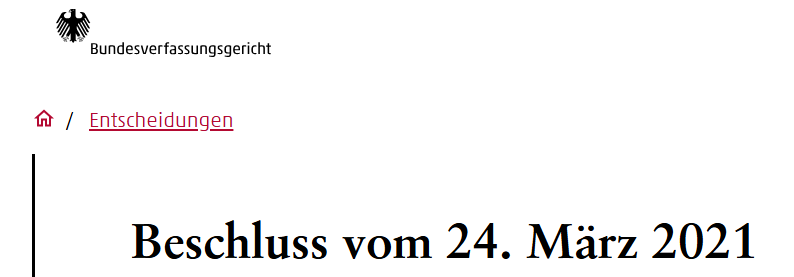 Bundesverfassungsgericht
/ Entscheidungen
Beschluss vom 24. März 2021